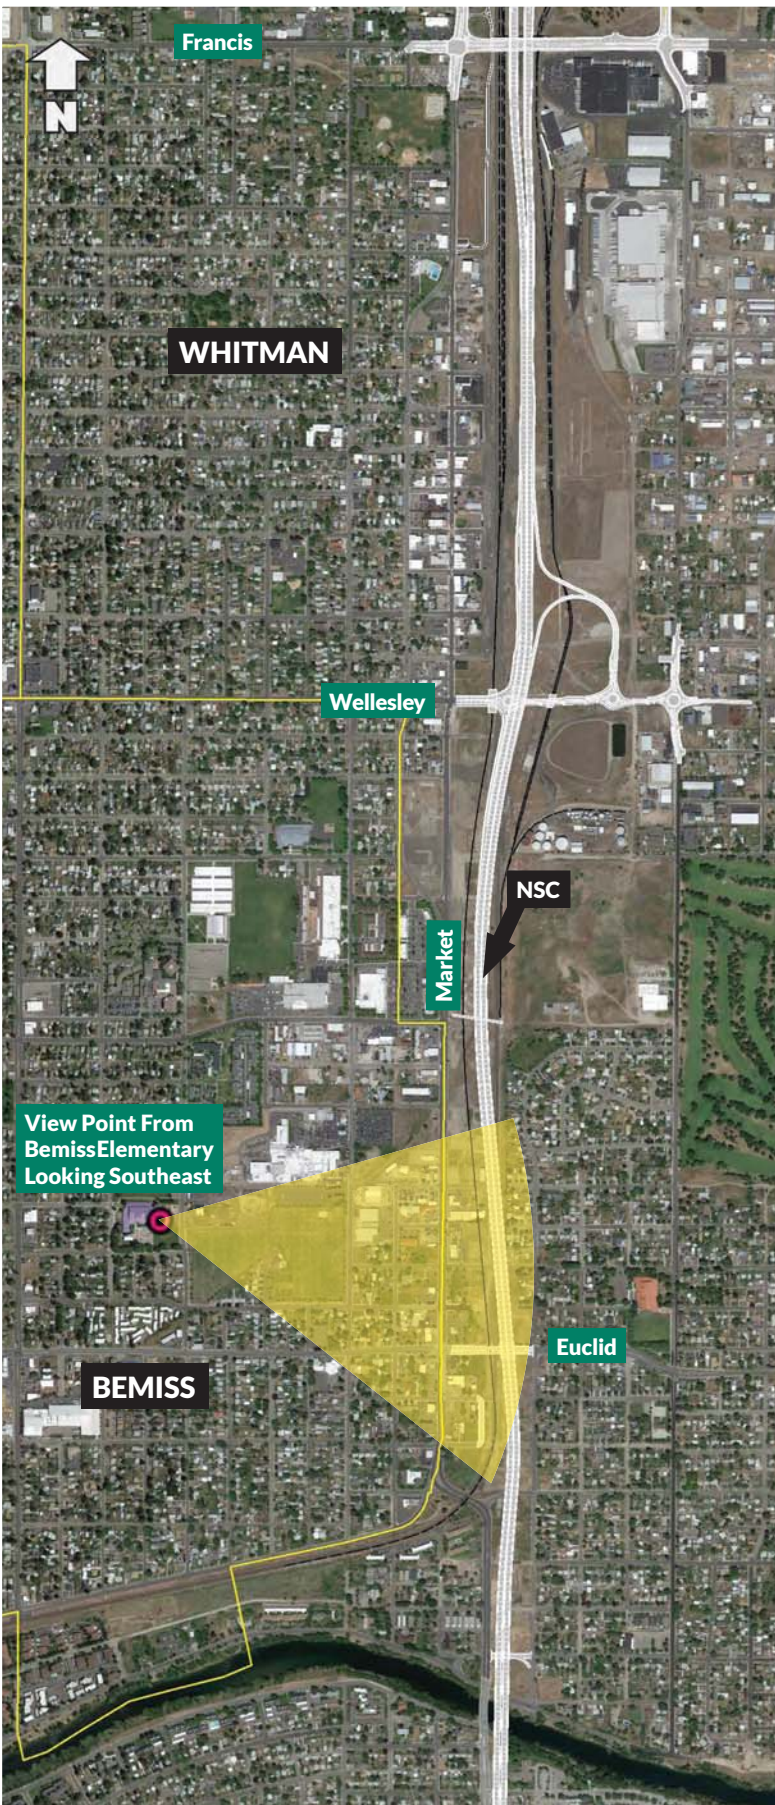 Francis
N
WHITMAN
Wellesley
NSC
Market
View Point From
BemissElementary
Looking Southeast
Euclid
BEMISS